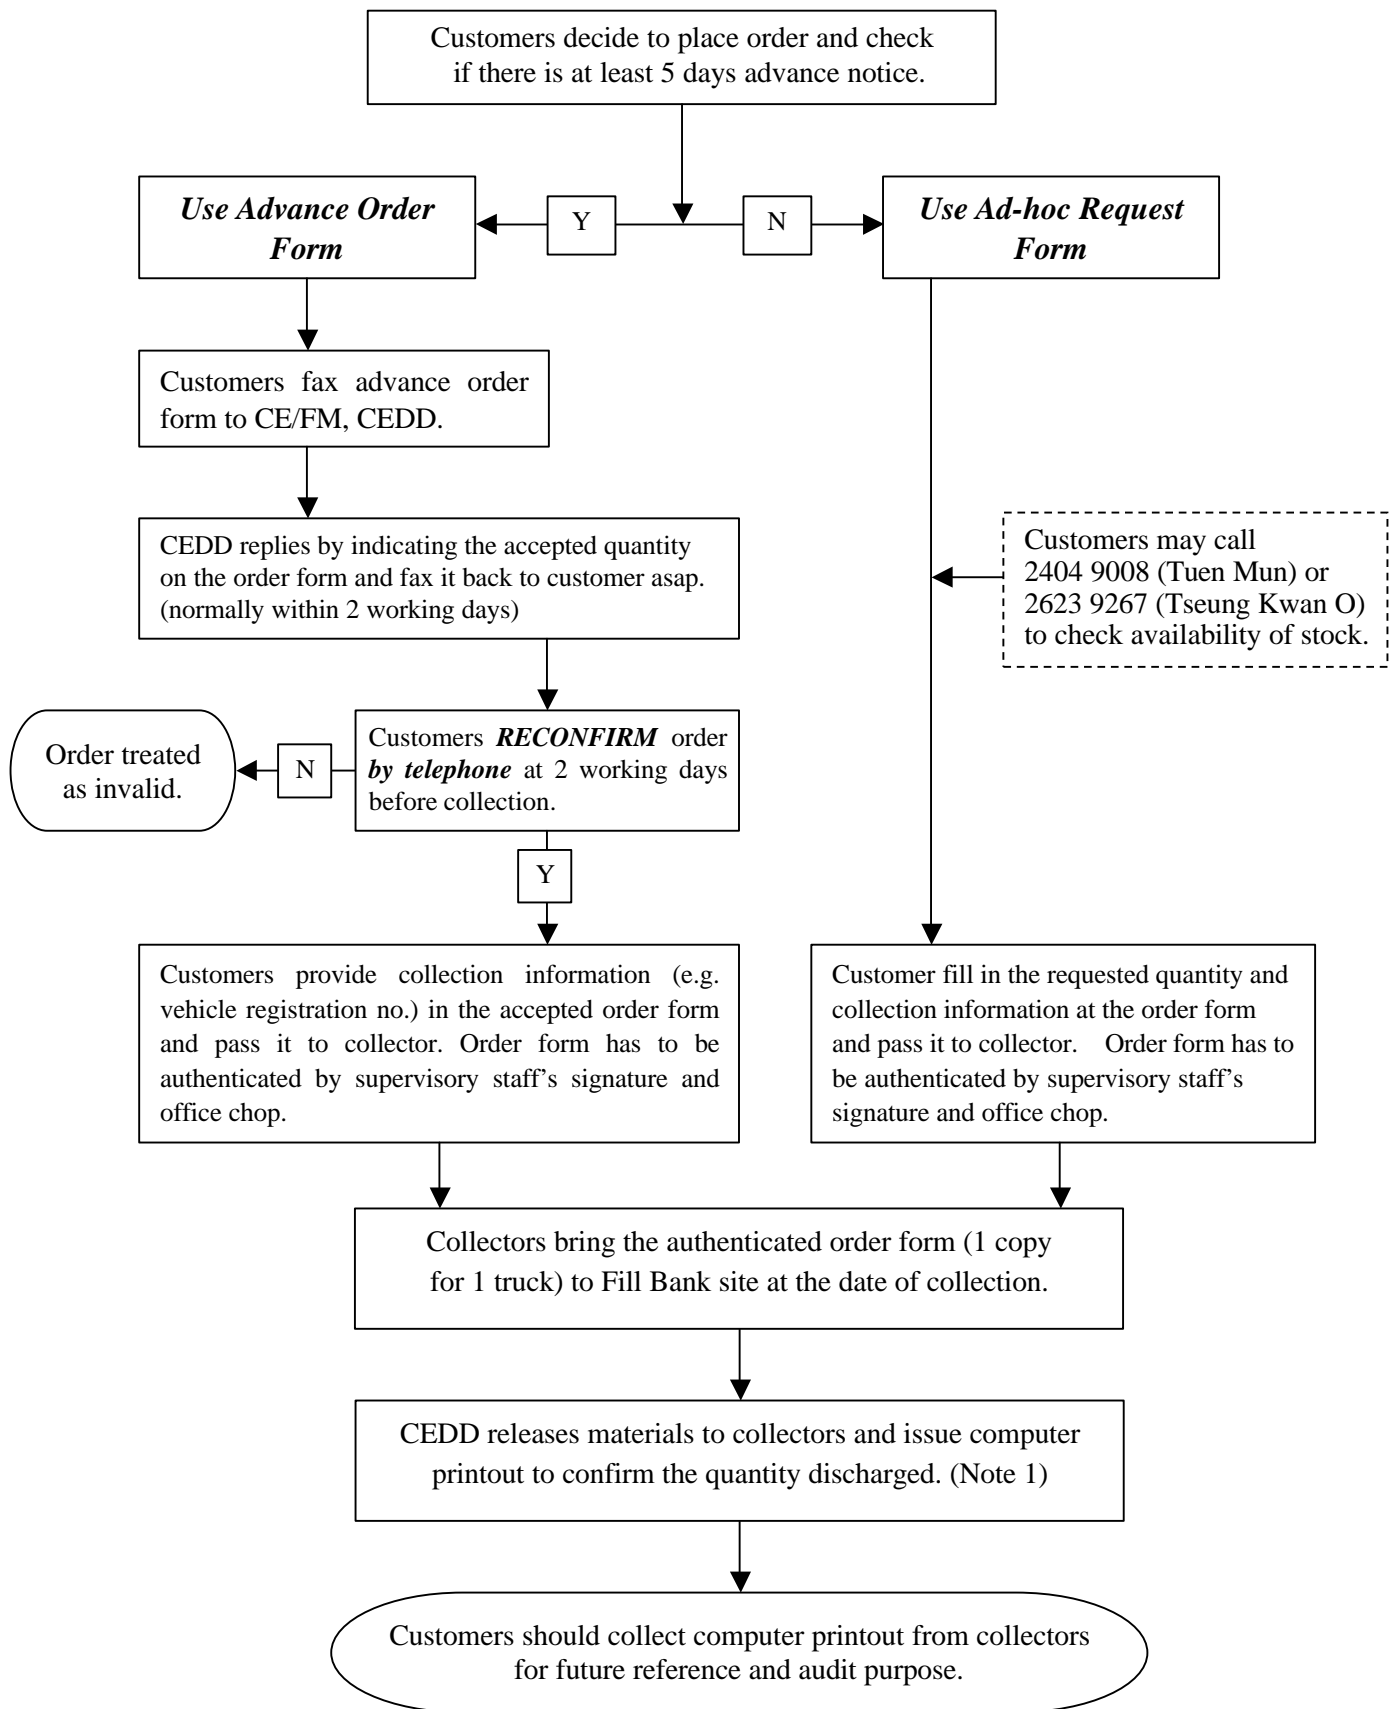 Customers decide to place order and check
if there is at least 5 days advance notice.
Use Advance Order
Form
Y
N
Use Ad-hoc Request
Form
Customers fax advance order
form to CE/FM, CEDD.
CEDD replies by indicating the accepted quantity
on the order form and fax it back to customer asap.
(normally within 2 working days)
Customers may call
2404 9008 (Tuen Mun) or
2623 9267 (Tseung Kwan O)
to check availability of stock.
Order treated
as invalid.
N
Customers RECONFIRM order
by telephone at 2 working days
before collection.
Y
Customers provide collection information (e.g.
vehicle registration no.) in the accepted order form
and pass it to collector. Order form has to be
authenticated by supervisory staff's signature and
office chop.
Customer fill in the requested quantity and
collection information at the order form
and pass it to collector. Order form has to
be authenticated by supervisory staff's
signature and office chop.
Collectors bring the authenticated order form (1 copy
for 1 truck) to Fill Bank site at the date of collection.
CEDD releases materials to collectors and issue computer
printout to confirm the quantity discharged. (Note 1)
Customers should collect computer printout from collectors
for future reference and audit purpose.